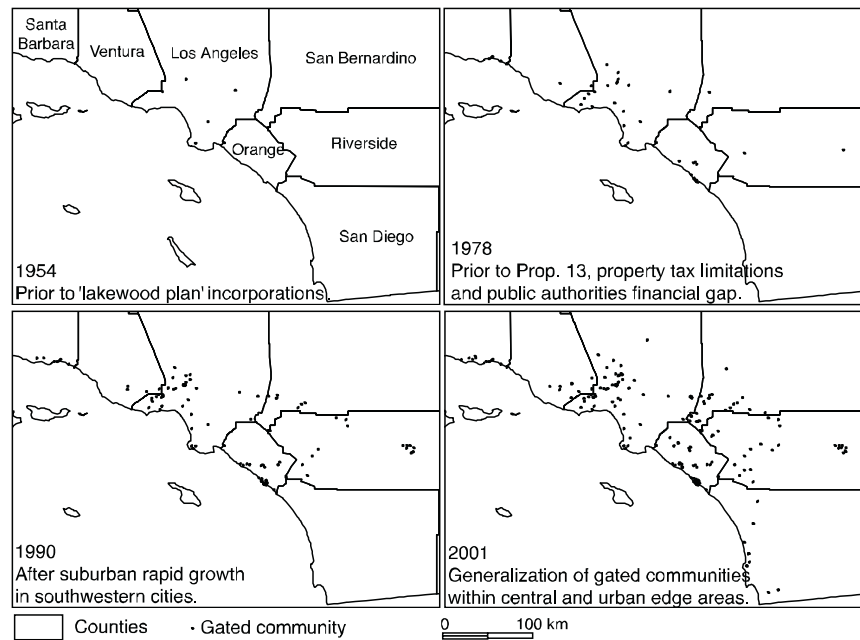 Santa
Barbara
Ventura
Los Angeles
San Bernardino
Orange
Riverside
San Diego
1954
Prior to 'lakewood plan' incorporations.
1978
Prior to Prop. 13, property tax limitations
and public authorities financial gap.
1990
After suburban rapid growth
in southwestern cities.
2001
Generalization of gated communities
within central and urban edge areas.
Counties
Gated community
0 100 km